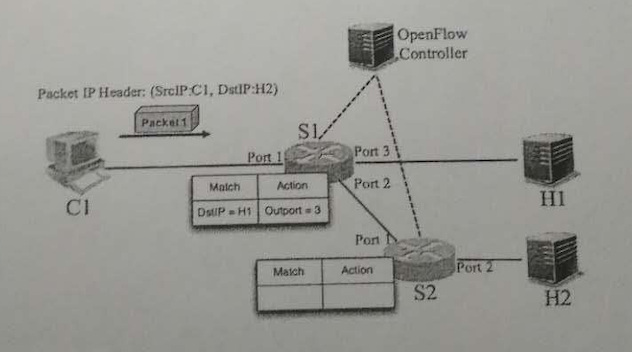 OpenFlow
Controller
Packet IP Header: (SrcIP:C1, DstIP:H2)
Packet 1
S1
Port 1
Port 3
Match Action
Port 2
DstIP = H1 Outport = 3
C1
H1
Port 1
Match Action
Port 2
S2
H2